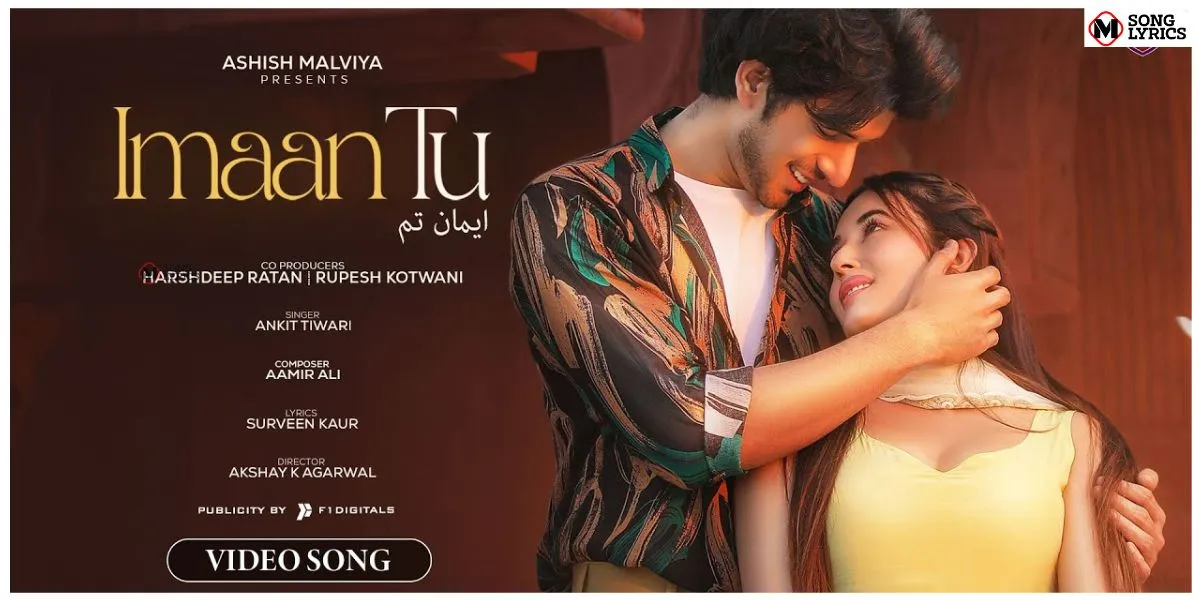 SONG
LYRICS
ASHISH MALVIYA
PRESENTS
Imaan Tu
ایمان تم
CO PRODUCERS
HARSHDEEP RATAN | RUPESH KOTWANI
SINGER
ANKIT TIWARI
COMPOSER
AAMIR ALI
LYRICS
SURVEEN KAUR
DIRECTOR
AKSHAY K AGARWAL
PUBLICITY BY F1 DIGITALS
VIDEO SONG